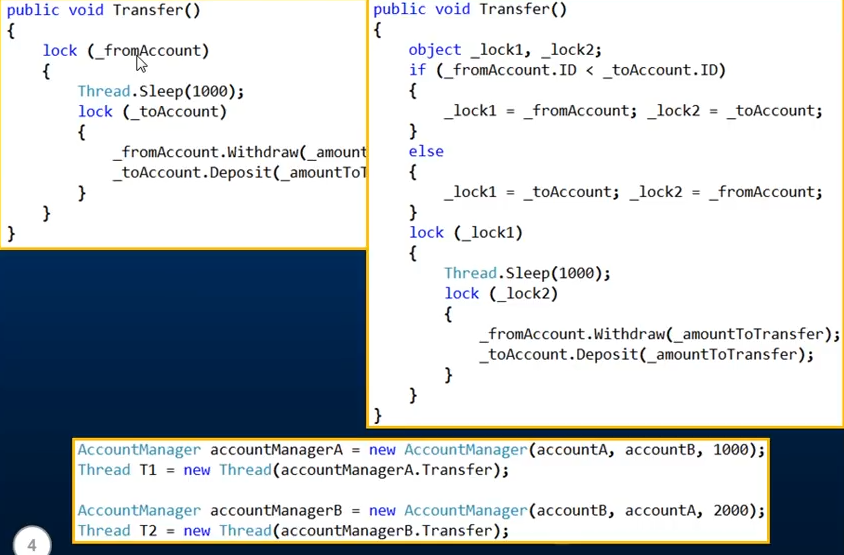 public void Transfer()
{
    lock (_fromAccount)
    {
        Thread.Sleep(1000);
        lock (_toAccount)
        {
            _fromAccount.Withdraw(_amount
            _toAccount.Deposit(_amountToT
        }
    }
}
public void Transfer()
{
    object _lock1, _lock2;
    if (_fromAccount.ID < _toAccount.ID)
    {
        _lock1 = _fromAccount; _lock2 = _toAccount;
    }
    else
    {
        _lock1 = _toAccount; _lock2 = _fromAccount;
    }
    lock (_lock1)
    {
        Thread.Sleep(1000);
        lock (_lock2)
        {
            _fromAccount.Withdraw(_amountToTransfer);
            _toAccount.Deposit(_amountToTransfer);
        }
    }
}
AccountManager accountManagerA = new AccountManager(accountA, accountB, 1000);
Thread T1 = new Thread(accountManagerA.Transfer);
AccountManager accountManagerB = new AccountManager(accountB, accountA, 2000);
Thread T2 = new Thread(accountManagerB.Transfer);
4